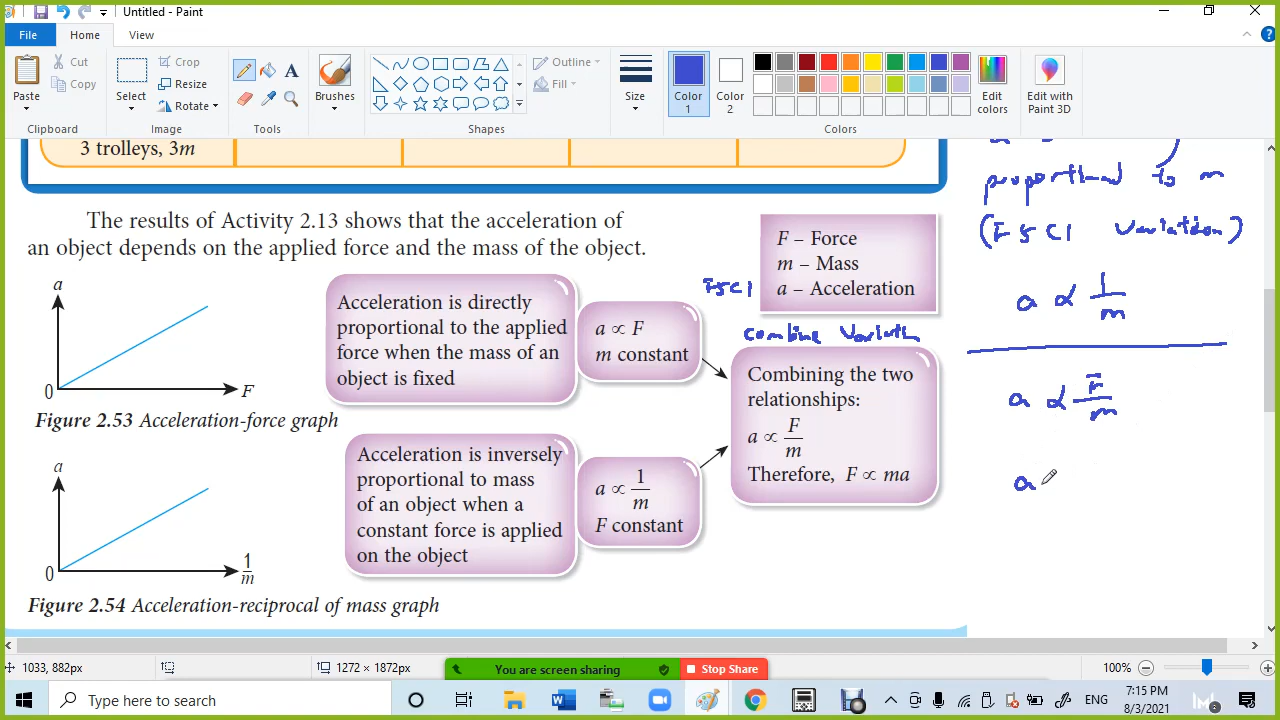 Untitled - Paint
File Home View
Paste Cut Copy
Select Crop Resize Rotate
Brushes
Outline Fill
Size
Color 1
Color 2
Edit colors
Edit with Paint 3D
Clipboard Image Tools Shapes Colors
3 trolleys, 3m
proportional to m
(F5C1 Variation)
a ∝ 1/m
a ∝ F/m
a
The results of Activity 2.13 shows that the acceleration of
an object depends on the applied force and the mass of the object.
F – Force
m – Mass
a – Acceleration
F5C1
a
0
F
Figure 2.53 Acceleration-force graph
Acceleration is directly
proportional to the applied
force when the mass of an
object is fixed
a ∝ F
m constant
Combine Variatn
Combining the two
relationships:
a ∝ F/m
Therefore, F ∝ ma
a
0
1/m
Figure 2.54 Acceleration-reciprocal of mass graph
Acceleration is inversely
proportional to mass
of an object when a
constant force is applied
on the object
a ∝ 1/m
F constant
1033, 882px
1272 × 1872px
You are screen sharing
Stop Share
100%
Type here to search
ENG
7:15 PM
8/3/2021